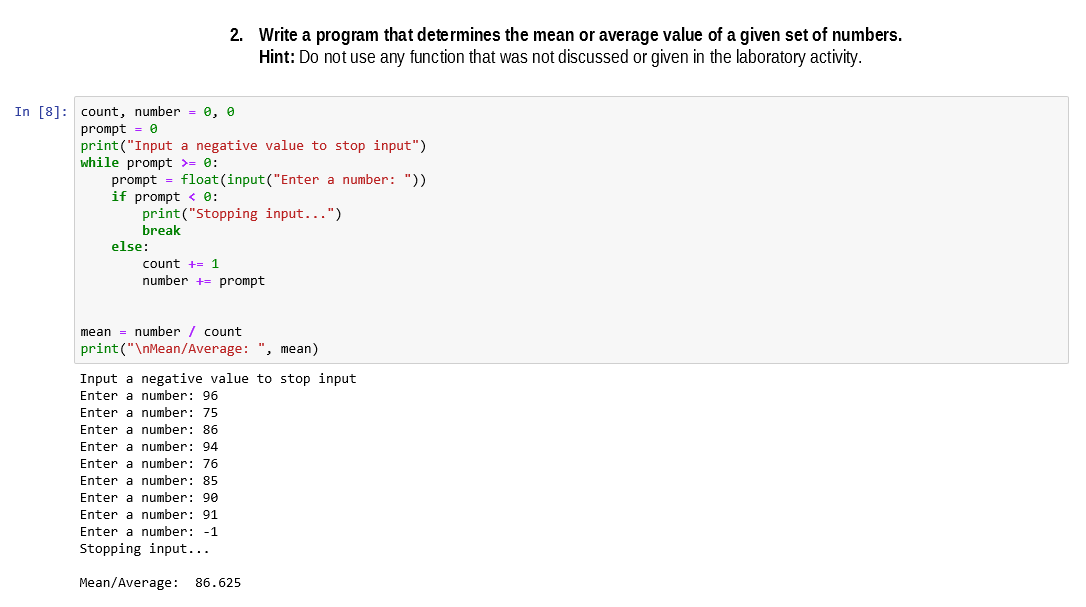 2. Write a program that determines the mean or average value of a given set of numbers.
Hint: Do not use any function that was not discussed or given in the laboratory activity.
In [8]: count, number = 0, 0
prompt = 0
print("Input a negative value to stop input")
while prompt >= 0:
    prompt = float(input("Enter a number: "))
    if prompt < 0:
        print("Stopping input...")
        break
    else:
        count += 1
        number += prompt
mean = number / count
print("\nMean/Average: ", mean)
Input a negative value to stop input
Enter a number: 96
Enter a number: 75
Enter a number: 86
Enter a number: 94
Enter a number: 76
Enter a number: 85
Enter a number: 90
Enter a number: 91
Enter a number: -1
Stopping input...
Mean/Average:  86.625